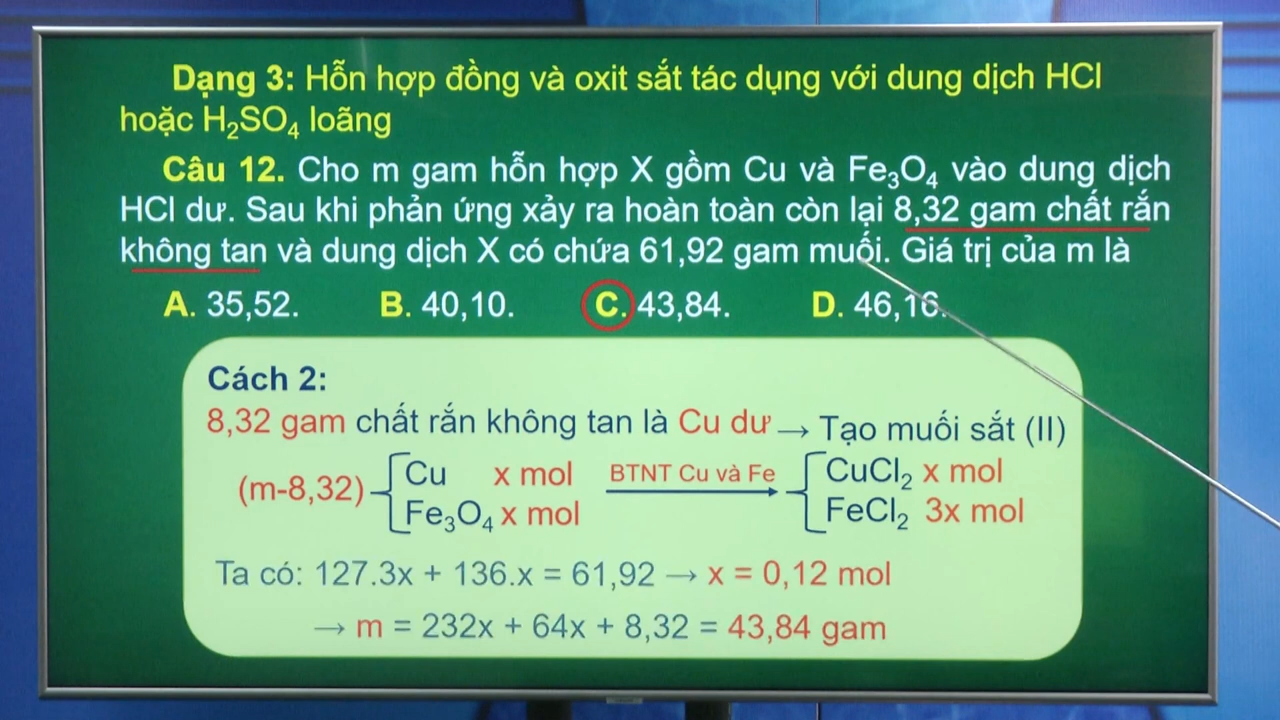 Dạng 3: Hỗn hợp đồng và oxit sắt tác dụng với dung dịch HCl
hoặc H₂SO₄ loãng
Câu 12. Cho m gam hỗn hợp X gồm Cu và Fe₃O₄ vào dung dịch
HCl dư. Sau khi phản ứng xảy ra hoàn toàn còn lại 8,32 gam chất rắn
không tan và dung dịch X có chứa 61,92 gam muối. Giá trị của m là
A. 35,52. B. 40,10. C. 43,84. D. 46,16.
Cách 2:
8,32 gam chất rắn không tan là Cu dư → Tạo muối sắt (II)
(m-8,32) Cu x mol BTNT Cu và Fe CuCl₂ x mol
Fe₃O₄ x mol FeCl₂ 3x mol
Ta có: 127.3x + 136.x = 61,92 → x = 0,12 mol
→ m = 232x + 64x + 8,32 = 43,84 gam